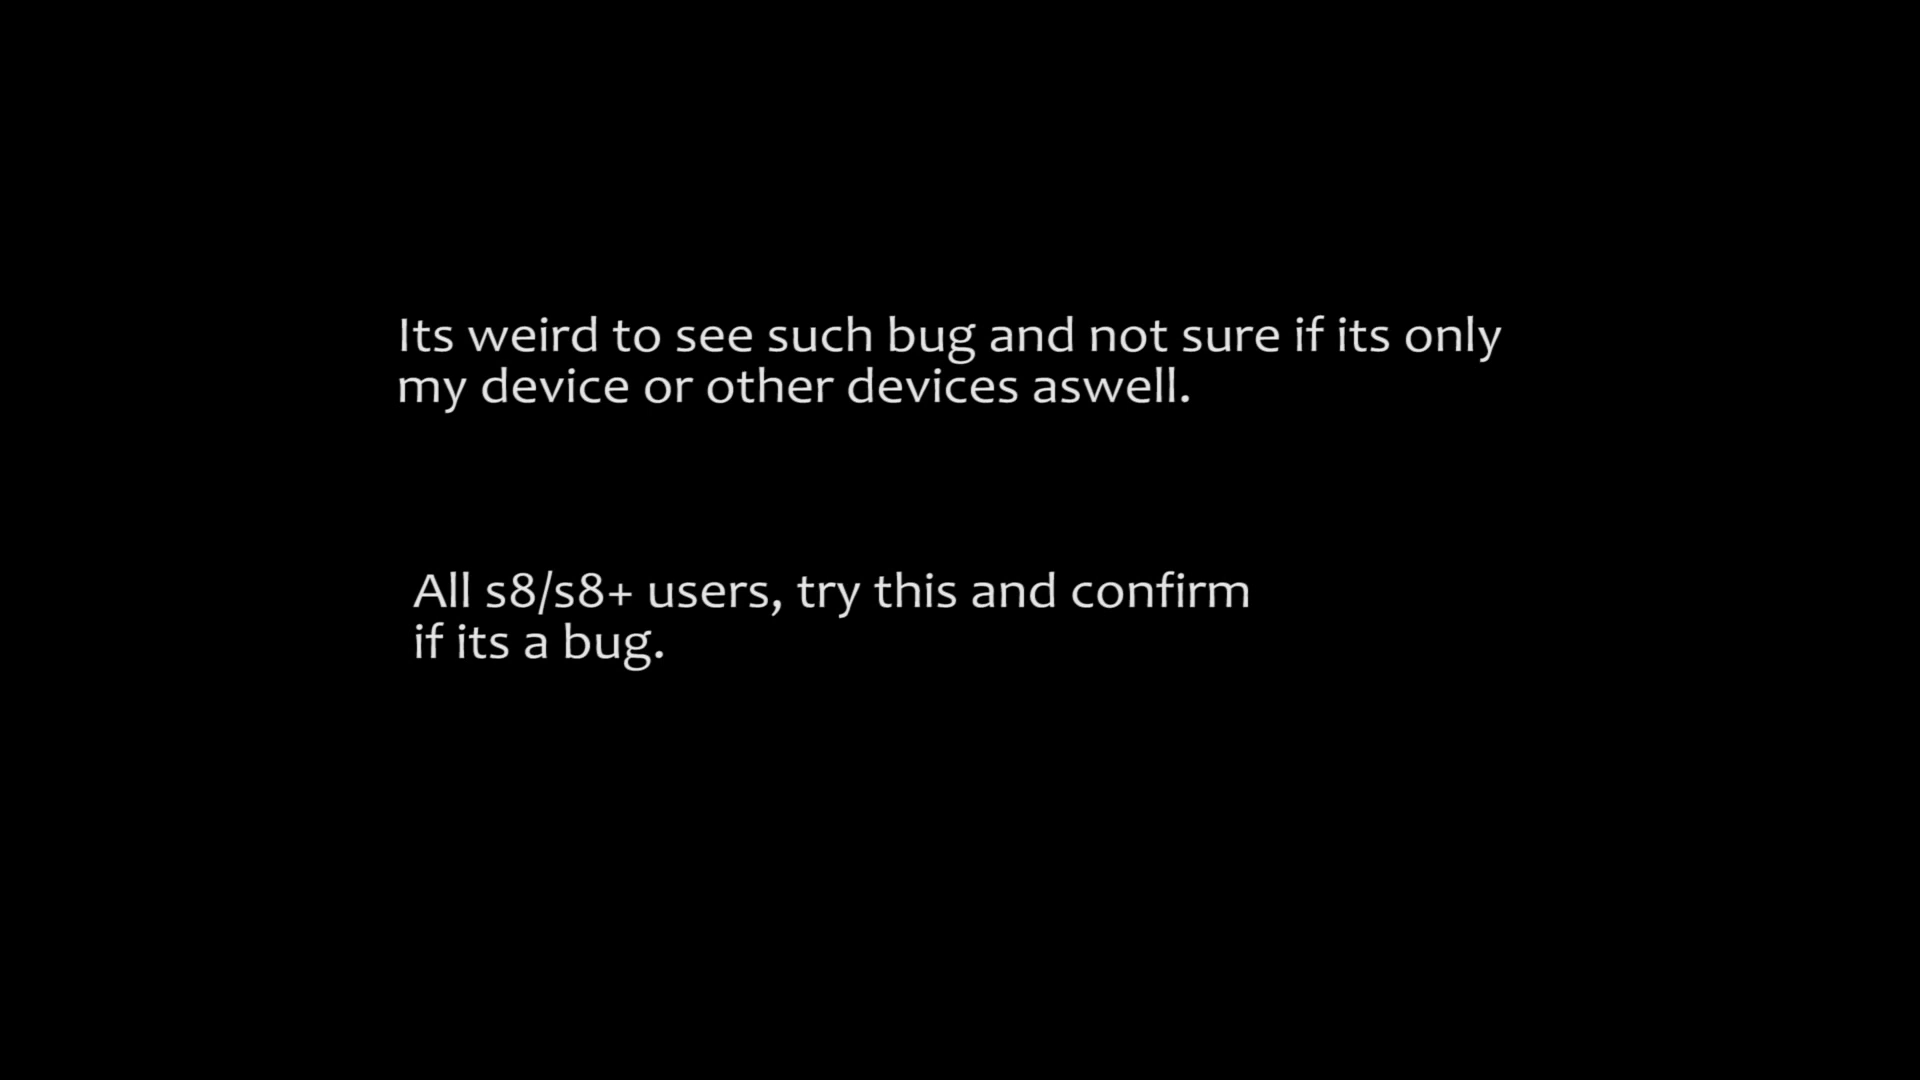 Its weird to see such bug and not sure if its only
my device or other devices aswell.
All s8/s8+ users, try this and confirm
if its a bug.